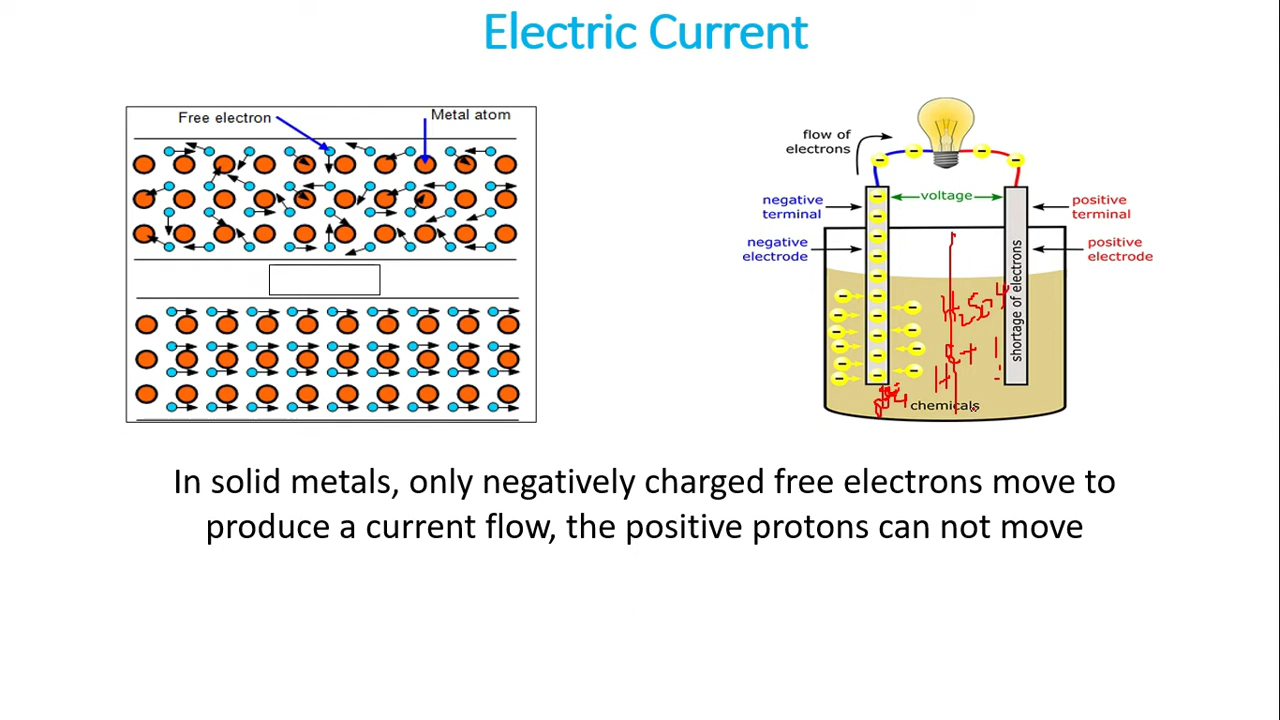 Electric Current
Free electron
Metal atom
flow of
electrons
negative
terminal
voltage
positive
terminal
negative
electrode
positive
electrode
shortage of electrons
chemicals
In solid metals, only negatively charged free electrons move to
produce a current flow, the positive protons can not move